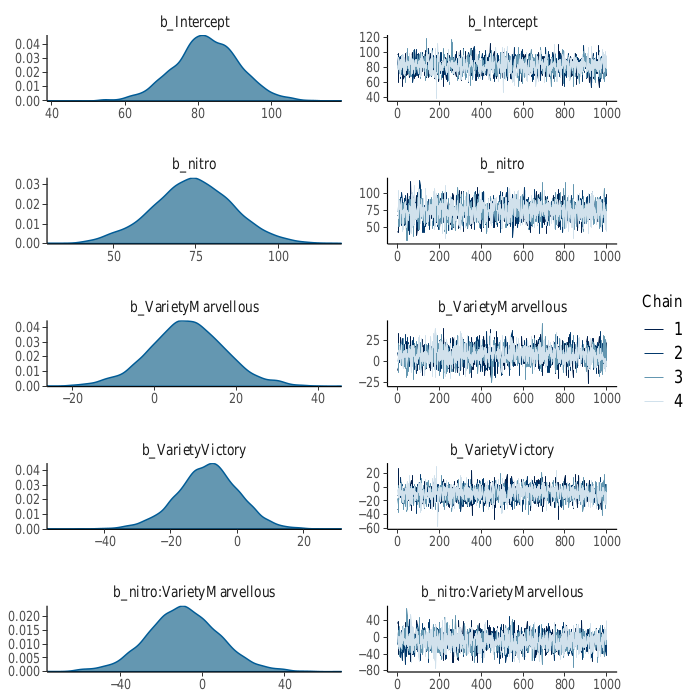 b_Intercept
0.04
0.03
0.02
0.01
0.00
40 60 80 100
b_Intercept
120
100
80
60
40
0 200 400 600 800 1000
b_nitro
0.03
0.02
0.01
0.00
50 75 100
b_nitro
100
75
50
0 200 400 600 800 1000
b_VarietyMarvellous
0.04
0.03
0.02
0.01
0.00
−20 0 20 40
b_VarietyMarvellous
25
0
−25
0 200 400 600 800 1000
b_VarietyVictory
0.04
0.03
0.02
0.01
0.00
−40 −20 0 20
b_VarietyVictory
20
0
−20
−40
−60
0 200 400 600 800 1000
b_nitro:VarietyMarvellous
0.020
0.015
0.010
0.005
0.000
−40 0 40
b_nitro:VarietyMarvellous
40
0
−40
−80
0 200 400 600 800 1000
Chain
1
2
3
4